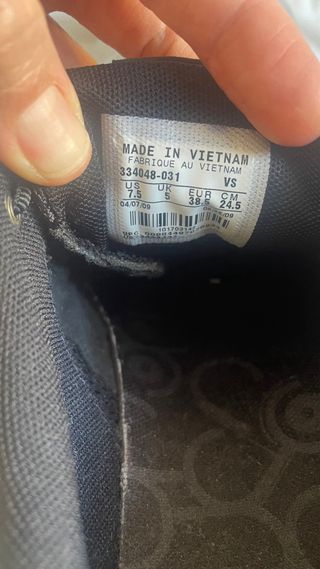 MADE IN VIETNAM
FABRIQUE AU VIETNAM
334048-031 VS
US UK EUR CM
7.5 5 38.5 24.5
04/07/09